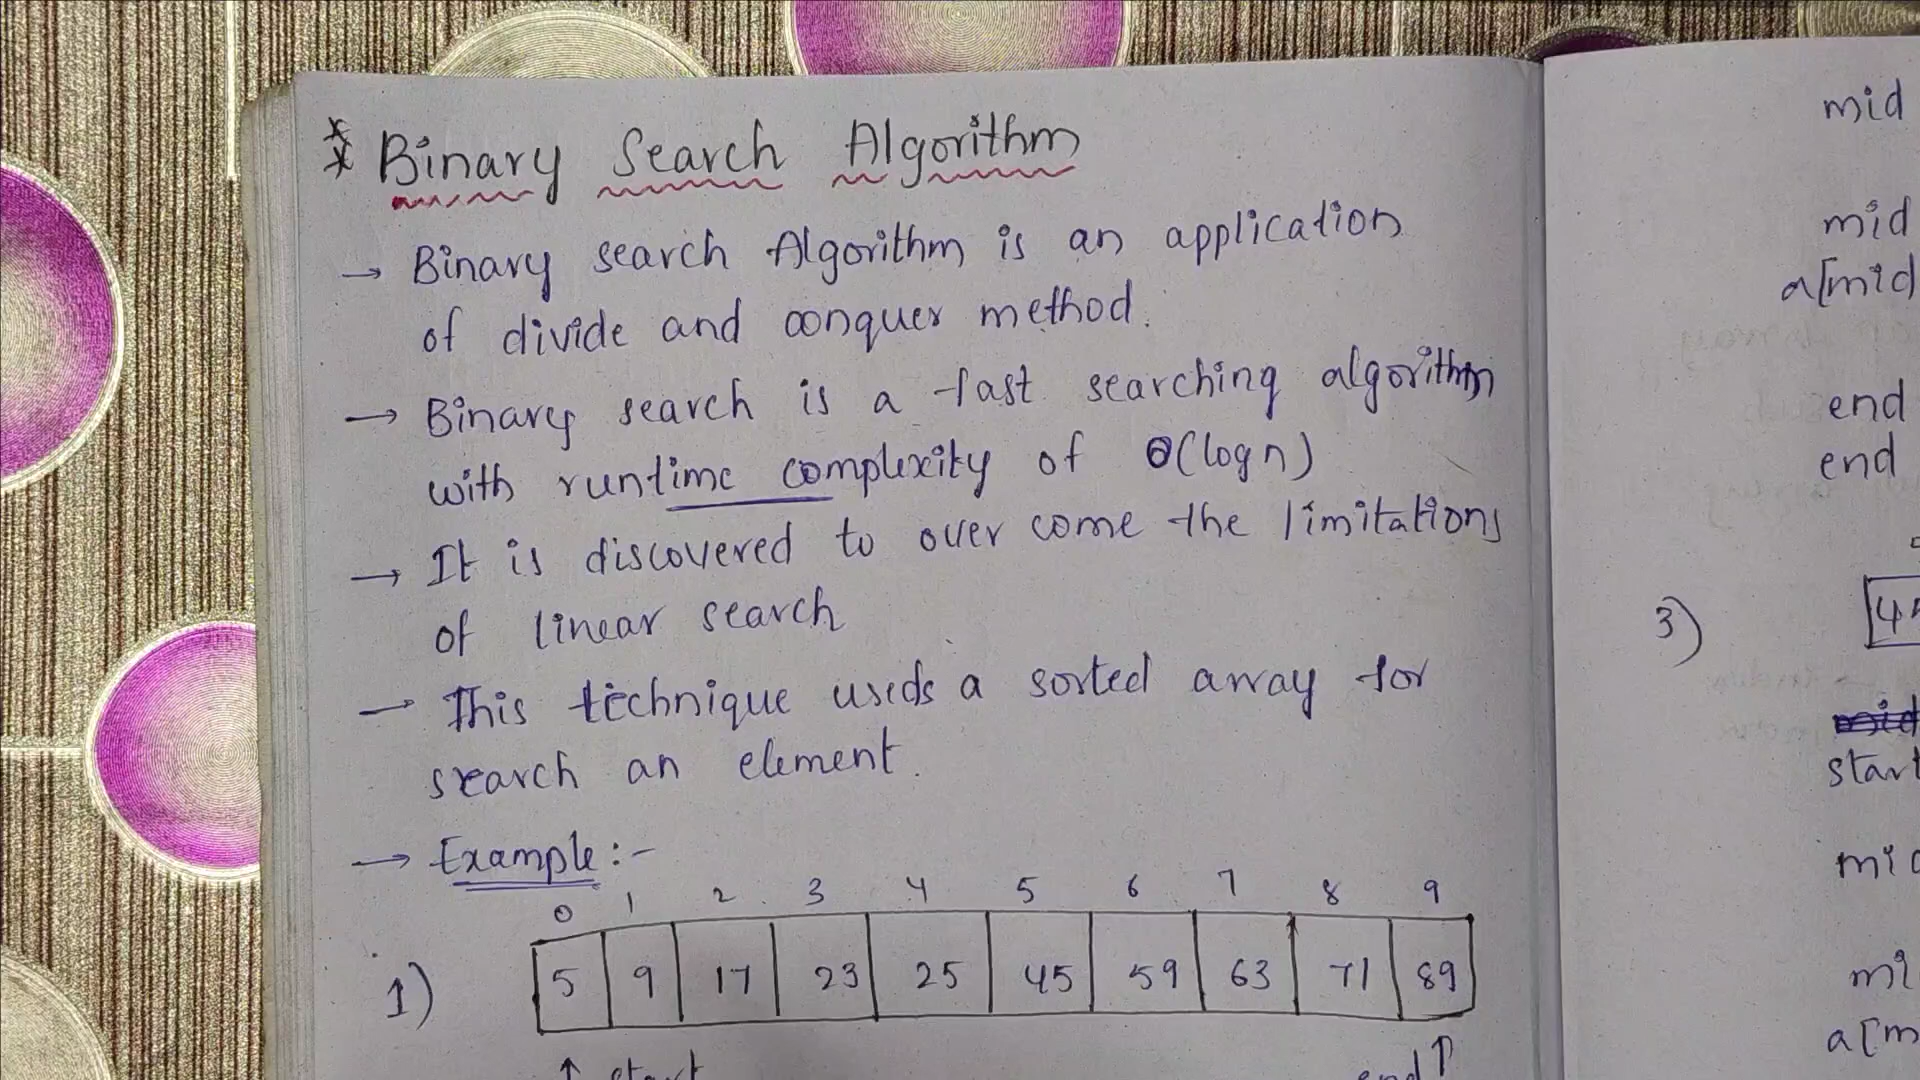 * Binary Search Algorithm
→ Binary search Algorithm is an application
of divide and conquer method.
→ Binary search is a fast searching algorithm
with runtime complexity of O(log n)
→ It is discovered to over come the limitations
of linear search
→ This technique useds a sorted array for
search an element.
→ Example :-
0 1 2 3 4 5 6 7 8 9
1) 5 9 17 23 25 45 59 63 71 89
↑ start end ↑
mid
mid
a[mid]
end
end
3)
start